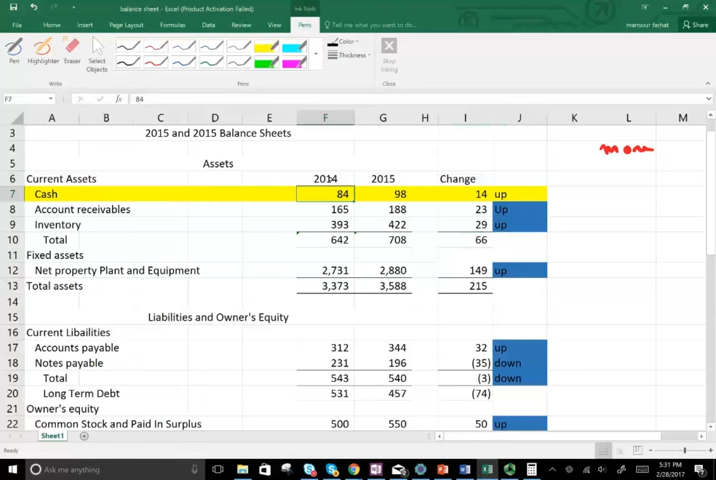 balance sheet - Excel (Product Activation Failed)
Ink Tools
mansour farhat
Share
File
Home
Insert
Page Layout
Formulas
Data
Review
View
Pens
Tell me what you want to do...
Pen
Highlighter
Eraser
Select Objects
Color
Thickness
Stop Inking
Write
Pens
Close
F7
fx
84
A B C D E F G H I J K L M
3 2015 and 2015 Balance Sheets
4
5 Assets
6 Current Assets 2014 2015 Change
7 Cash 84 98 14 up
8 Account receivables 165 188 23 Up
9 Inventory 393 422 29 up
10 Total 642 708 66
11 Fixed assets
12 Net property Plant and Equipment 2,731 2,880 149 up
13 Total assets 3,373 3,588 215
14
15 Liabilities and Owner's Equity
16 Current Libailities
17 Accounts payable 312 344 32 up
18 Notes payable 231 196 (35) down
19 Total 543 540 (3) down
20 Long Term Debt 531 457 (74)
21 Owner's equity
22 Common Stock and Paid In Surplus 500 550 50 up
Sheet1
Ask me anything
5:31 PM
2/28/2017